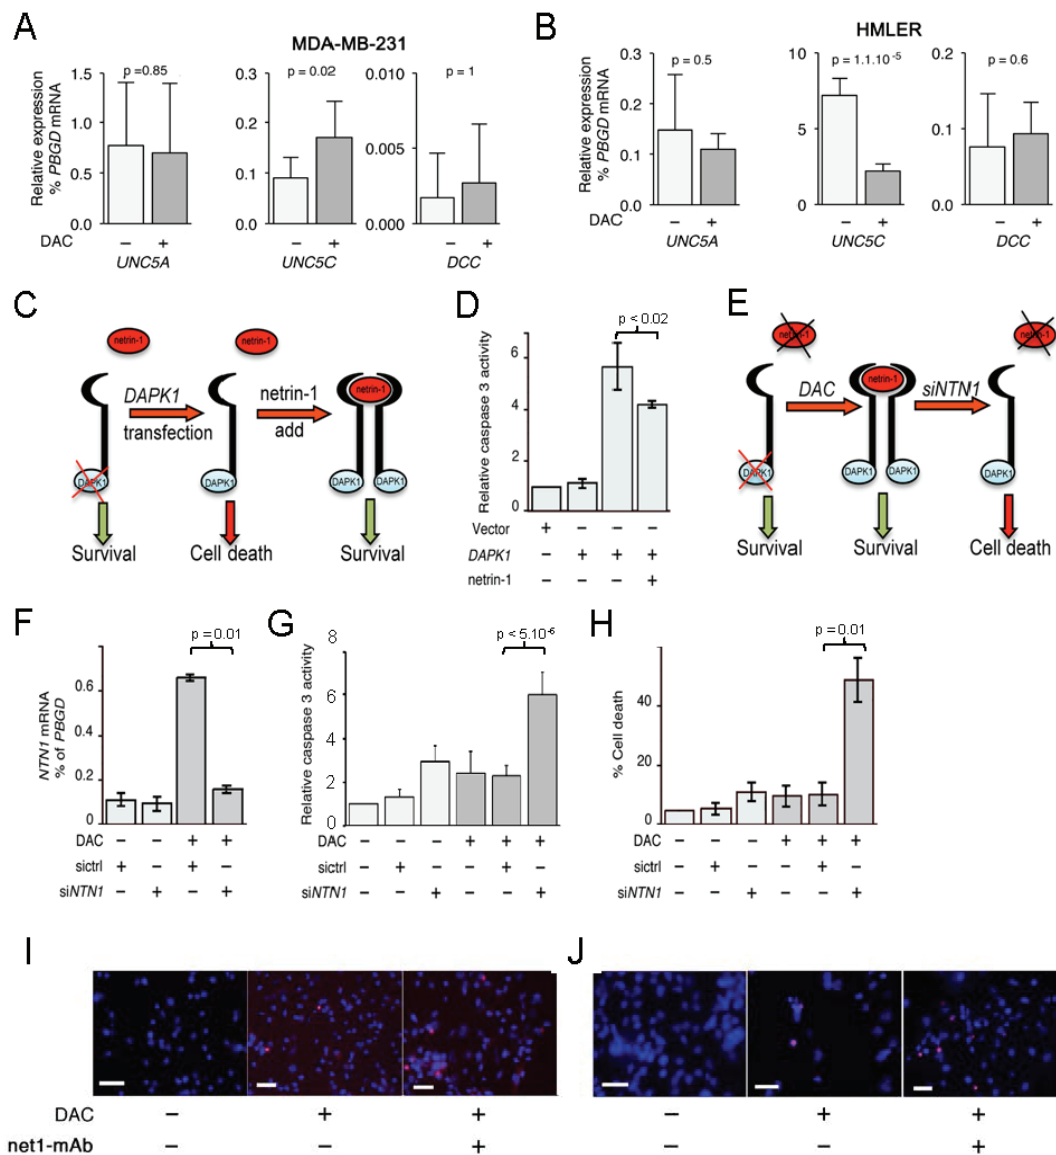 A
MDA-MB-231
Relative expression
% PBGD mRNA
p =0.85
1.5
1.0
0.5
0.0
p = 0.02
0.3
0.2
0.1
0.0
p = 1
0.010
0.005
0.000
DAC
– + – + – +
UNC5A UNC5C DCC
B
HMLER
Relative expression
% PBGD mRNA
p = 0.5
0.3
0.2
0.1
0.0
p = 1.1.10⁻⁵
10
5
0
p = 0.6
0.2
0.1
0.0
DAC
– + – + – +
UNC5A UNC5C DCC
C
netrin-1 netrin-1
DAPK1
transfection
netrin-1
add
netrin-1
DAPK1 DAPK1 DAPK1 DAPK1
Survival Cell death Survival
D
p < 0.02
Relative caspase 3 activity
6
4
2
0
Vector + – – –
DAPK1 – + + +
netrin-1 – – – +
E
netrin-1 netrin-1
DAC
netrin-1
siNTN1
DAPK1 DAPK1 DAPK1 DAPK1
Survival Survival Cell death
F
p = 0.01
NTN1 mRNA
% of PBGD
0.6
0.4
0.2
0
DAC – – + +
sictrl + – + –
siNTN1 – + – +
G
p < 5.10⁻⁶
Relative caspase 3 activity
8
6
4
2
0
DAC – – – + + +
sictrl – + – – + –
siNTN1 – – + – – +
H
p = 0.01
% Cell death
40
20
0
DAC – – – + + +
sictrl – + – – + –
siNTN1 – – + – – +
I
J
DAC – + + – + +
net1-mAb – – + – – +